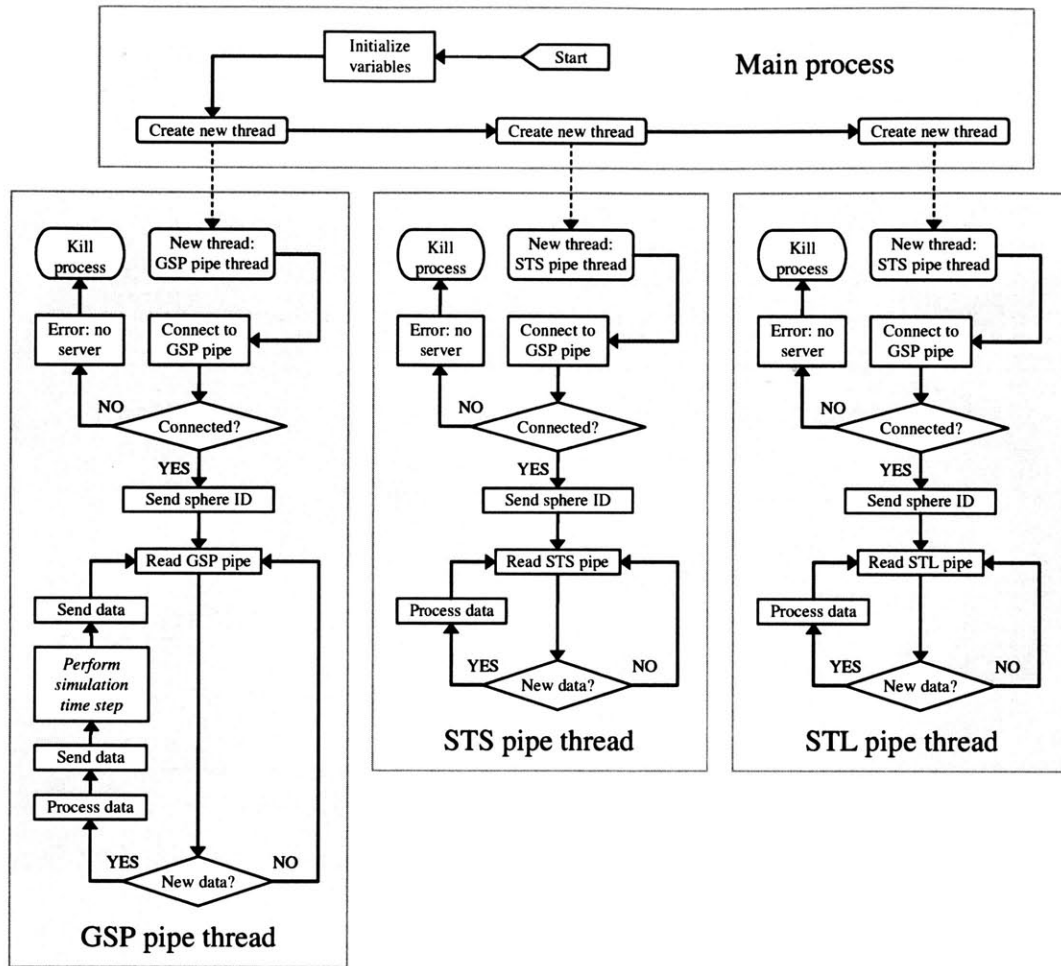 Initialize
variables
Start
Main process
Create new thread
Create new thread
Create new thread
Kill
process
New thread:
GSP pipe thread
Error: no
server
Connect to
GSP pipe
NO
Connected?
YES
Send sphere ID
Read GSP pipe
Send data
Perform
simulation
time step
Send data
Process data
YES
NO
New data?
GSP pipe thread
Kill
process
New thread:
STS pipe thread
Error: no
server
Connect to
GSP pipe
NO
Connected?
YES
Send sphere ID
Read STS pipe
Process data
YES
NO
New data?
STS pipe thread
Kill
process
New thread:
STS pipe thread
Error: no
server
Connect to
GSP pipe
NO
Connected?
YES
Send sphere ID
Read STL pipe
Process data
YES
NO
New data?
STL pipe thread